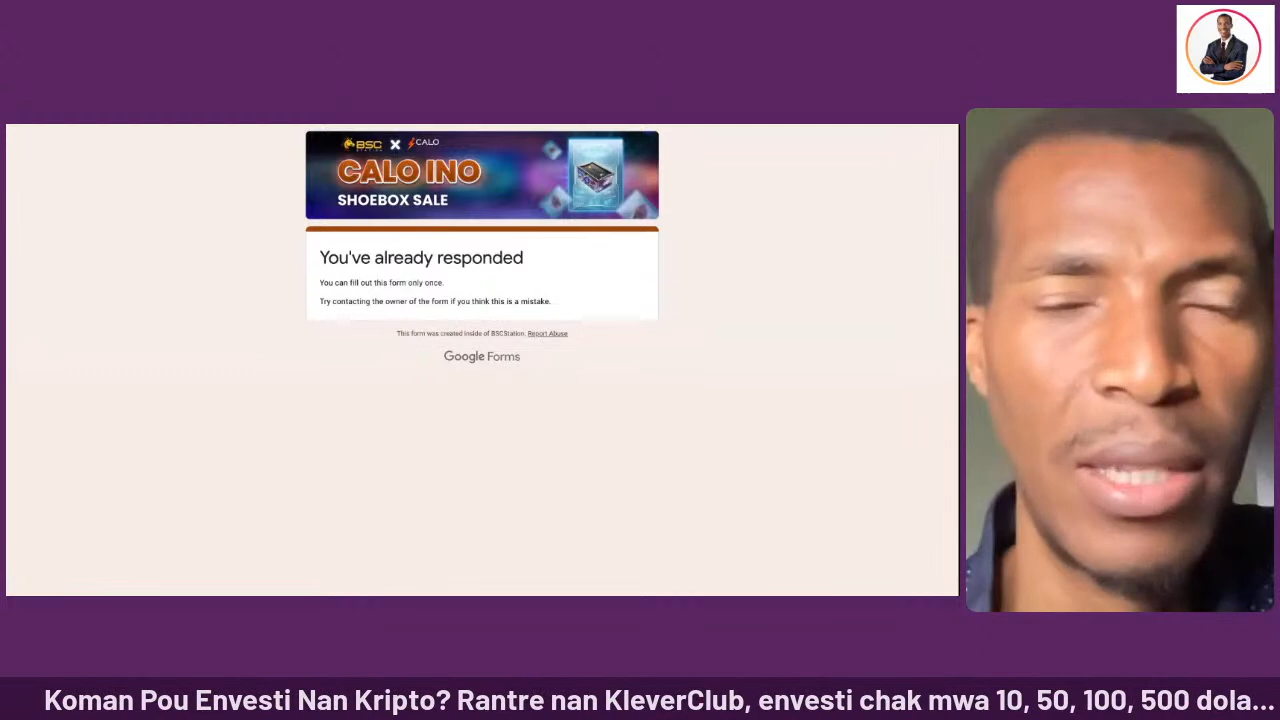 BSC X CALO
STATION
CALO INO
SHOEBOX SALE
You've already responded
You can fill out this form only once.
Try contacting the owner of the form if you think this is a mistake.
This form was created inside of BSCStation. Report Abuse
Google Forms
Koman Pou Envesti Nan Kripto? Rantre nan KleverClub, envesti chak mwa 10, 50, 100, 500 dola...